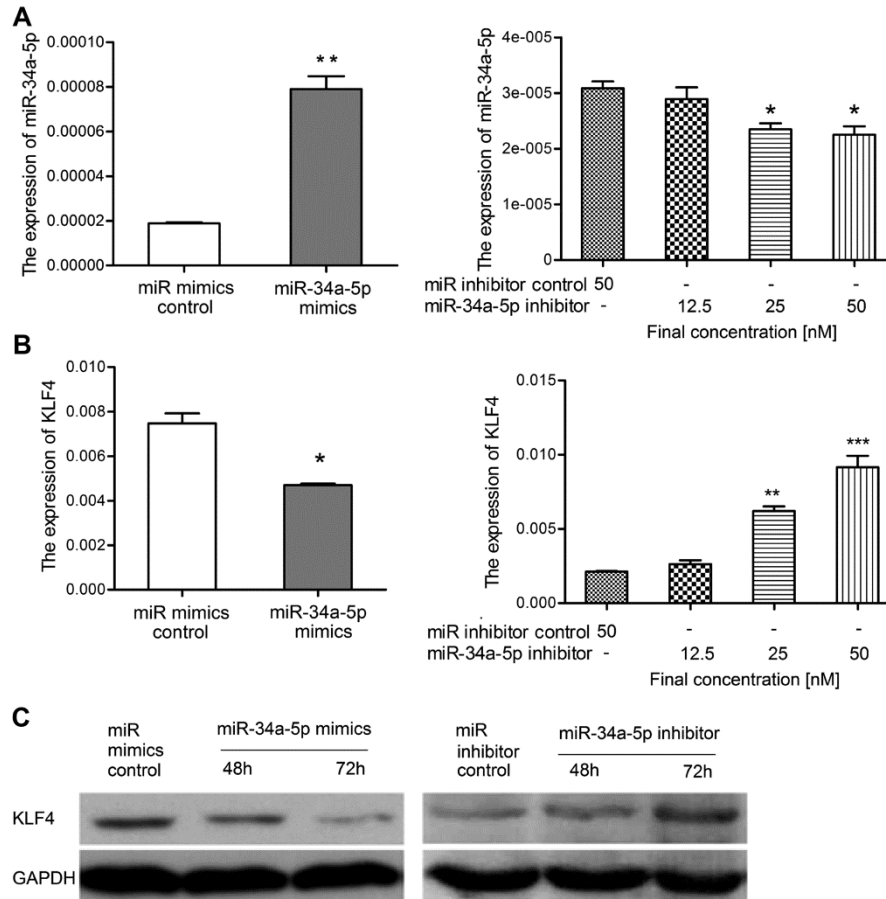 A
The expression of miR-34a-5p
0.00010
0.00008
0.00006
0.00004
0.00002
0.00000
**
miR mimics control
miR-34a-5p mimics
The expression of miR-34a-5p
4e-005
3e-005
2e-005
1e-005
0
* *
miR inhibitor control 50 - - -
miR-34a-5p inhibitor - 12.5 25 50
Final concentration [nM]
B
The expression of KLF4
0.010
0.008
0.006
0.004
0.002
0.000
*
miR mimics control
miR-34a-5p mimics
The expression of KLF4
0.015
0.010
0.005
0.000
** ***
miR inhibitor control 50 - - -
miR-34a-5p inhibitor - 12.5 25 50
Final concentration [nM]
C
miR mimics control
miR-34a-5p mimics
48h 72h
miR inhibitor control
miR-34a-5p inhibitor
48h 72h
KLF4
GAPDH